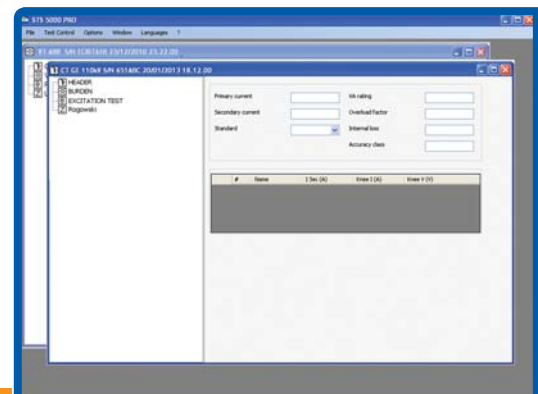 STS 5000 PRO
File Test Control Options Window Languages ?
CT GE 110kV S/N 6514BC 20/01/2013 18.12.00
HEADER
BURDEN
EXCITATION TEST
Rogowski
Primary current VA rating
Secondary current Overload Factor
Standard Internal loss
Accuracy class
# Name I Sec (A) Knee I (A) Knee V (V)